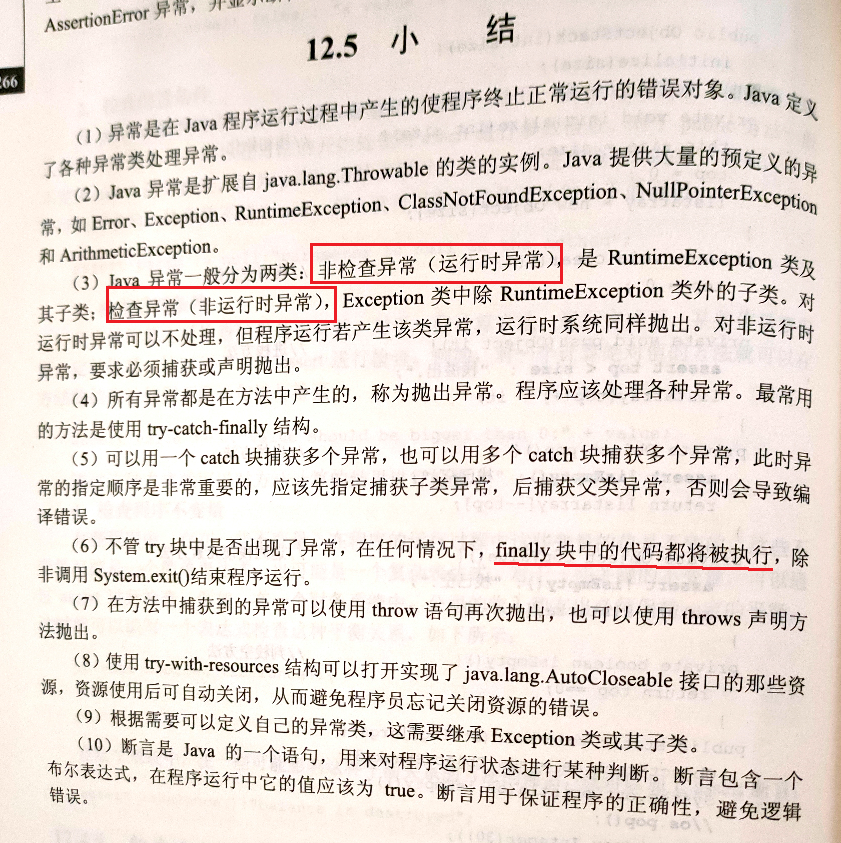 AssertionError 异常，并显示
266
12.5 小 结
（1）异常是在 Java 程序运行过程中产生的使程序终止正常运行的错误对象。Java 定义
了各种异常类处理异常。
（2）Java 异常是扩展自 java.lang.Throwable 的类的实例。Java 提供大量的预定义的异
常，如 Error、Exception、RuntimeException、ClassNotFoundException、NullPointerException
和 ArithmeticException。
（3）Java 异常一般分为两类：非检查异常（运行时异常），是 RuntimeException 类及
其子类；检查异常（非运行时异常），Exception 类中除 RuntimeException 类外的子类。对
运行时异常可以不处理，但程序运行若产生该类异常，运行时系统同样抛出。对非运行时
异常，要求必须捕获或声明抛出。
（4）所有异常都是在方法中产生的，称为抛出异常。程序应该处理各种异常。最常用
的方法是使用 try-catch-finally 结构。
（5）可以用一个 catch 块捕获多个异常，也可以用多个 catch 块捕获多个异常，此时异
常的指定顺序是非常重要的，应该先指定捕获子类异常，后捕获父类异常，否则会导致编
译错误。
（6）不管 try 块中是否出现了异常，在任何情况下，finally 块中的代码都将被执行，除
非调用 System.exit()结束程序运行。
（7）在方法中捕获到的异常可以使用 throw 语句再次抛出，也可以使用 throws 声明方
法抛出。
（8）使用 try-with-resources 结构可以打开实现了 java.lang.AutoCloseable 接口的那些资
源，资源使用后可自动关闭，从而避免程序员忘记关闭资源的错误。
（9）根据需要可以定义自己的异常类，这需要继承 Exception 类或其子类。
（10）断言是 Java 的一个语句，用来对程序运行状态进行某种判断。断言包含一个
布尔表达式，在程序运行中它的值应该为 true。断言用于保证程序的正确性，避免逻辑
错误。